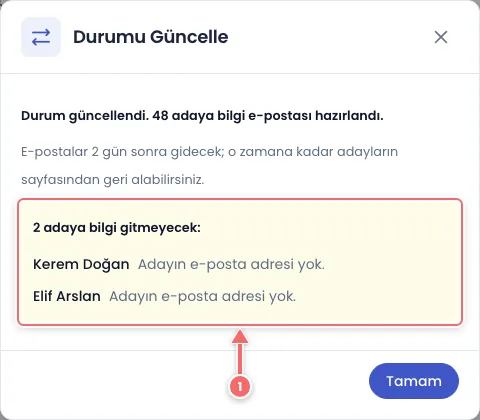 Durumu Güncelle
Durum güncellendi. 48 adaya bilgi e-postası hazırlandı.
E-postalar 2 gün sonra gidecek; o zamana kadar adayların
sayfasından geri alabilirsiniz.
2 adaya bilgi gitmeyecek:
Kerem Doğan Adayın e-posta adresi yok.
Elif Arslan Adayın e-posta adresi yok.
Tamam
1